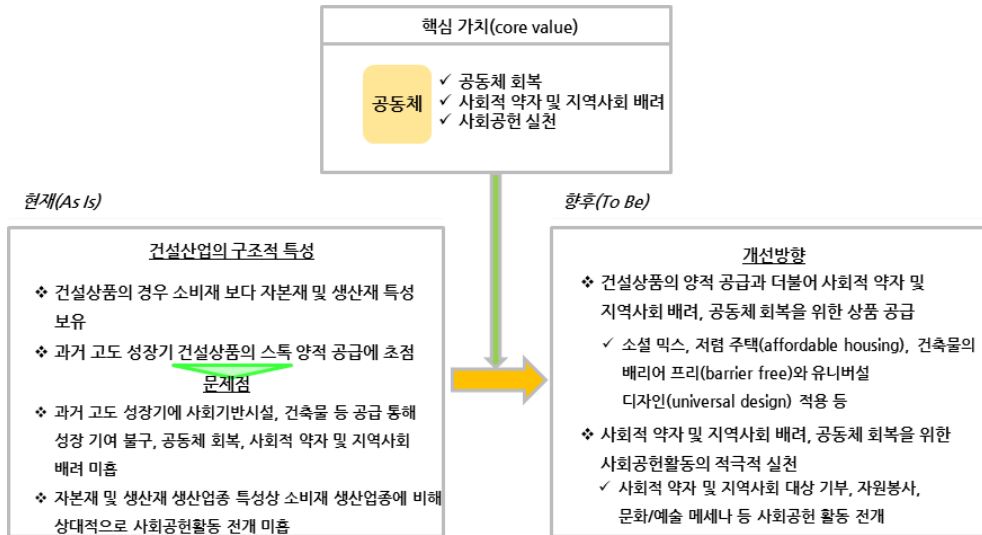 핵심 가치(core value)
공동체
✓ 공동체 회복
✓ 사회적 약자 및 지역사회 배려
✓ 사회공헌 실천
현재(As Is)
건설산업의 구조적 특성
❖ 건설상품의 경우 소비재 보다 자본재 및 생산재 특성
보유
❖ 과거 고도 성장기 건설상품의 스톡 양적 공급에 초점
문제점
❖ 과거 고도 성장기에 사회기반시설, 건축물 등 공급 통해
성장 기여 불구, 공동체 회복, 사회적 약자 및 지역사회
배려 미흡
❖ 자본재 및 생산재 생산업종 특성상 소비재 생산업종에 비해
상대적으로 사회공헌활동 전개 미흡
향후(To Be)
개선방향
❖ 건설상품의 양적 공급과 더불어 사회적 약자 및
지역사회 배려, 공동체 회복을 위한 상품 공급
✓ 소셜 믹스, 저렴 주택(affordable housing), 건축물의
배리어 프리(barrier free)와 유니버설
디자인(universal design) 적용 등
❖ 사회적 약자 및 지역사회 배려, 공동체 회복을 위한
사회공헌활동의 적극적 실천
✓ 사회적 약자 및 지역사회 대상 기부, 자원봉사,
문화/예술 메세나 등 사회공헌 활동 전개